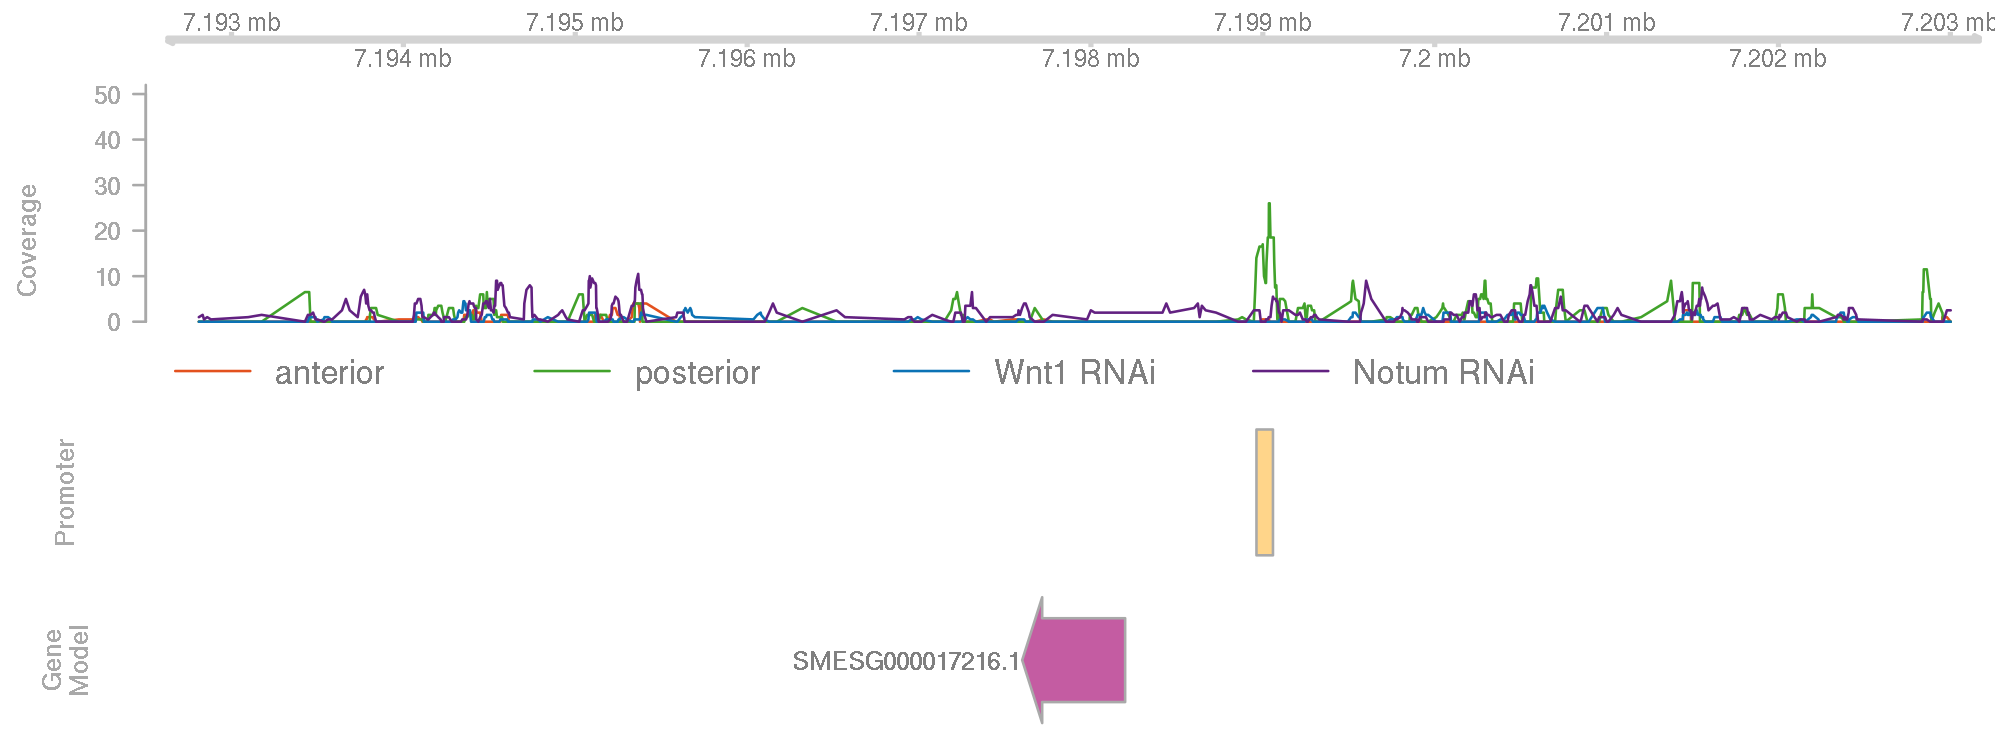 7.193 mb 7.195 mb 7.197 mb 7.199 mb 7.201 mb 7.203 mb
7.194 mb 7.196 mb 7.198 mb 7.2 mb 7.202 mb
50
40
30
20
10
0
Coverage
anterior posterior Wnt1 RNAi Notum RNAi
Promoter
SMESG000017216.1
Gene
Model